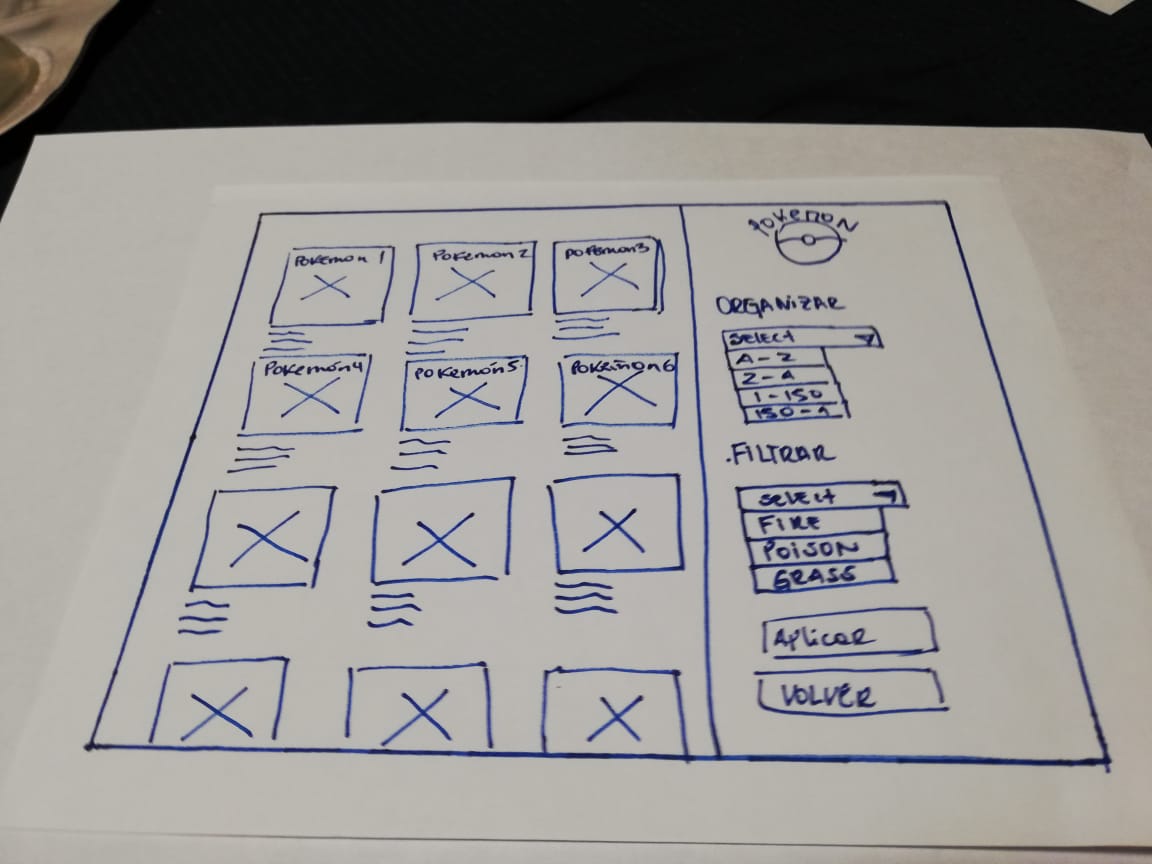 Pokemon 1
Pokemon 2
Pokemon3
Pokemón4
Pokemón5
Pokemon6
Pokemon
ORGANIZAR
Select
A-Z
Z-A
1-150
150-1
.FILTRAR
Select
FIRE
POISON
GRASS
Aplicar
VOLVER